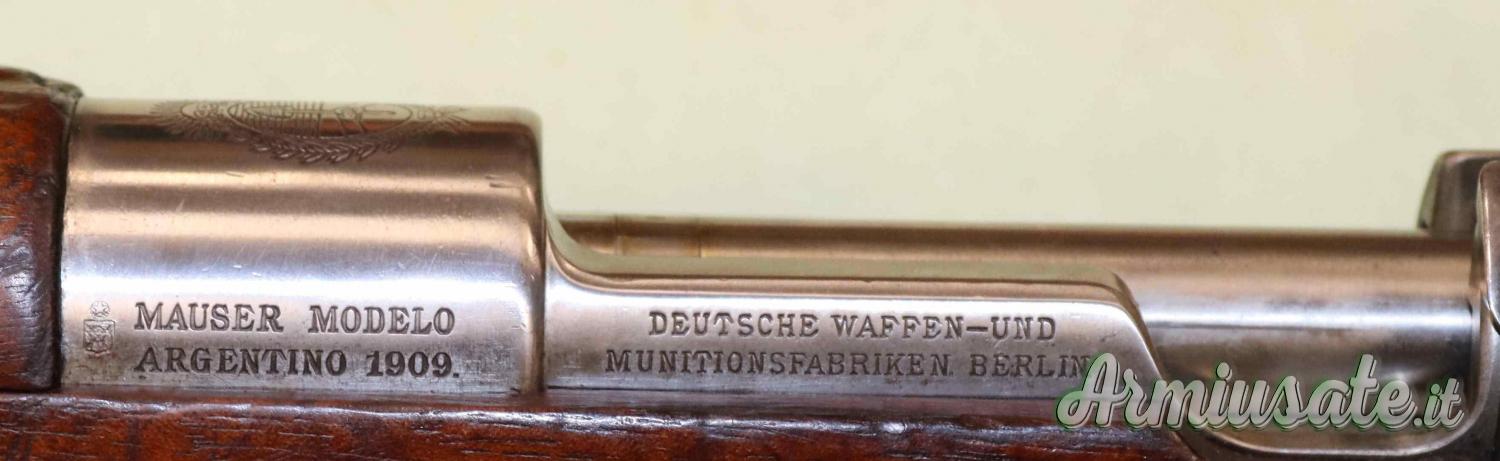 MAUSER MODELO
ARGENTINO 1909.
DEUTSCHE WAFFEN-UND
MUNITIONSFABRIKEN. BERLIN
Armiusate.it